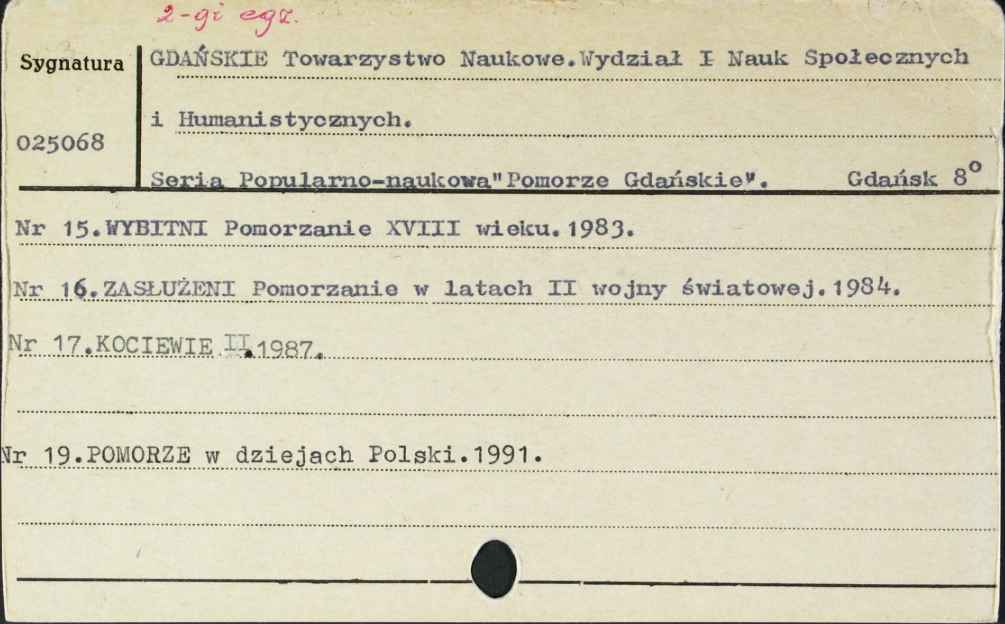 2-gi egz.
Sygnatura
025068
GDAŃSKIE Towarzystwo Naukowe.Wydział I Nauk Społecznych
i Humanistycznych.
Seria Popularno-naukowa"Pomorze Gdańskie". Gdańsk 8°
Nr 15.WYBITNI Pomorzanie XVIII wieku.1983.
Nr 16.ZASŁUŻENI Pomorzanie w latach II wojny światowej.1984.
Nr 17.KOCIEWIE II.1987.
Nr 19.POMORZE w dziejach Polski.1991.